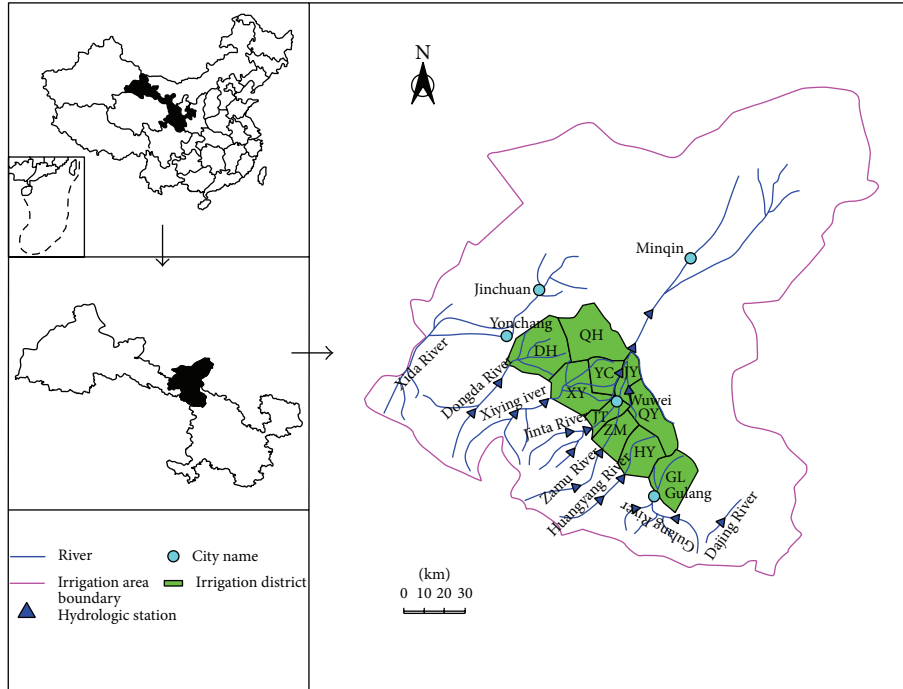 N
Minqin
Jinchuan
Yonchang
QH
DH
Xida River
YC
JY
Dongda River
XY
Xiying iver
Wuwei
JT
QY
Jinta River
ZM
HY
Zamu River
GL
Huangyang River
Gulang
Gulang River
Dajing River
River
City name
Irrigation area
boundary
Irrigation district
Hydrologic station
(km)
0 10 20 30